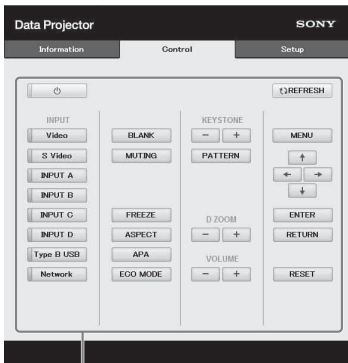 Data Projector SONY
Information Control Setup
REFRESH
INPUT KEYSTONE
Video BLANK − + MENU
S Video MUTING PATTERN
INPUT A
INPUT B
INPUT C FREEZE D ZOOM ENTER
INPUT D ASPECT − + RETURN
Type B USB APA VOLUME
Network ECO MODE − + RESET